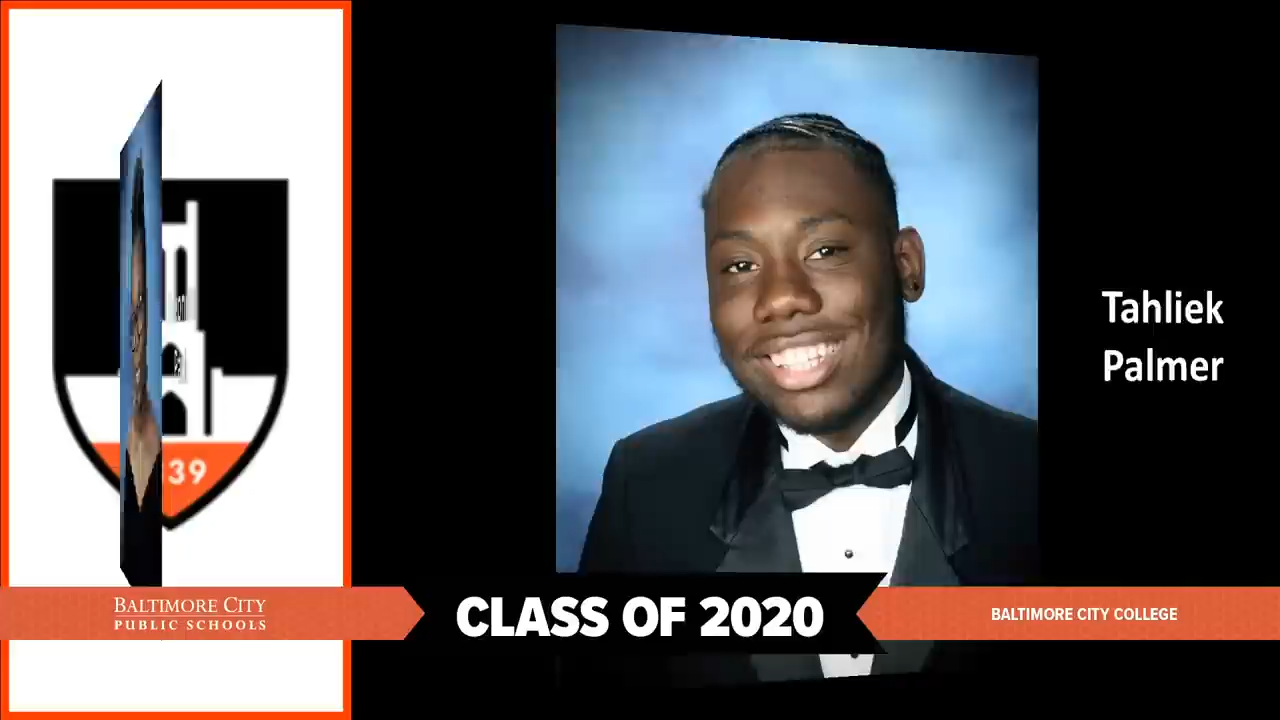 Tahliek
Palmer
39
BALTIMORE CITY
PUBLIC SCHOOLS
CLASS OF 2020
BALTIMORE CITY COLLEGE